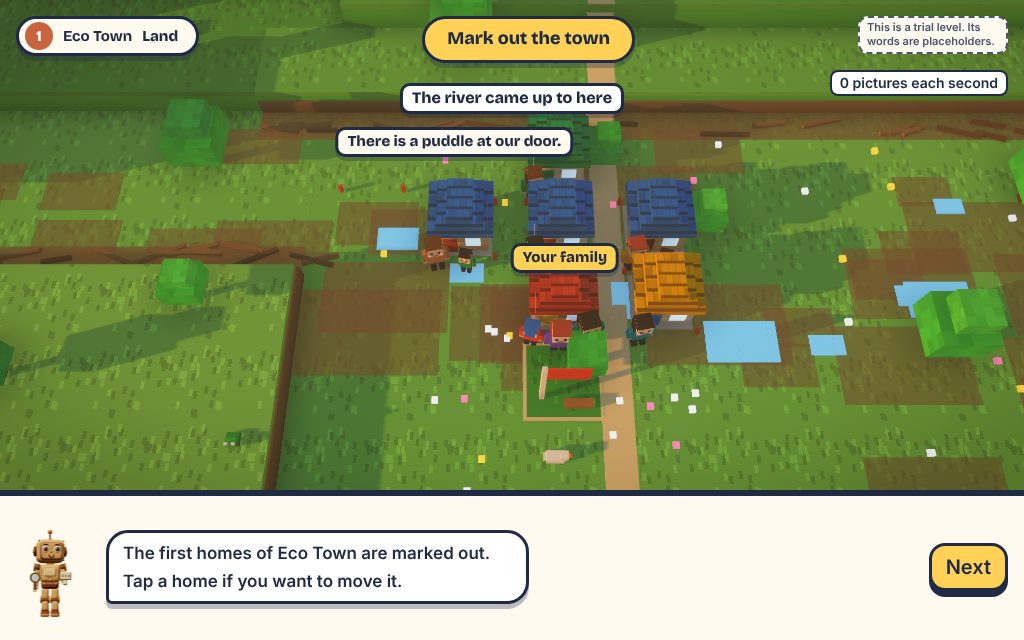 1 Eco Town Land
Mark out the town
This is a trial level. Its
words are placeholders.
0 pictures each second
The river came up to here
There is a puddle at our door.
Your family
The first homes of Eco Town are marked out.
Tap a home if you want to move it.
Next